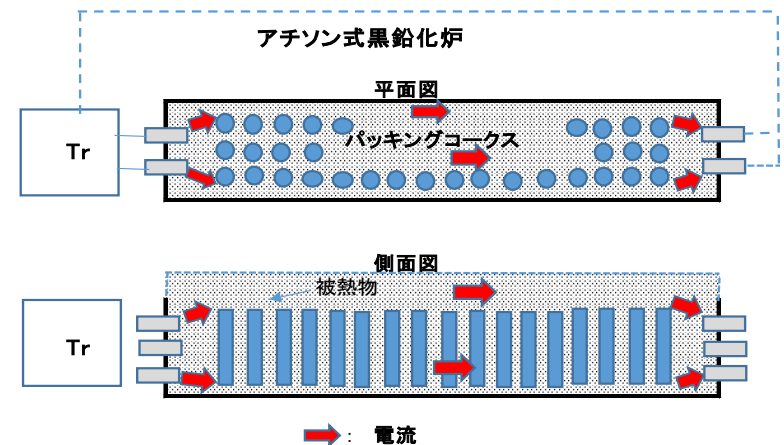 アチソン式黒鉛化炉
平面図
Tr
パッキングコークス
側面図
被熱物
Tr
： 電流